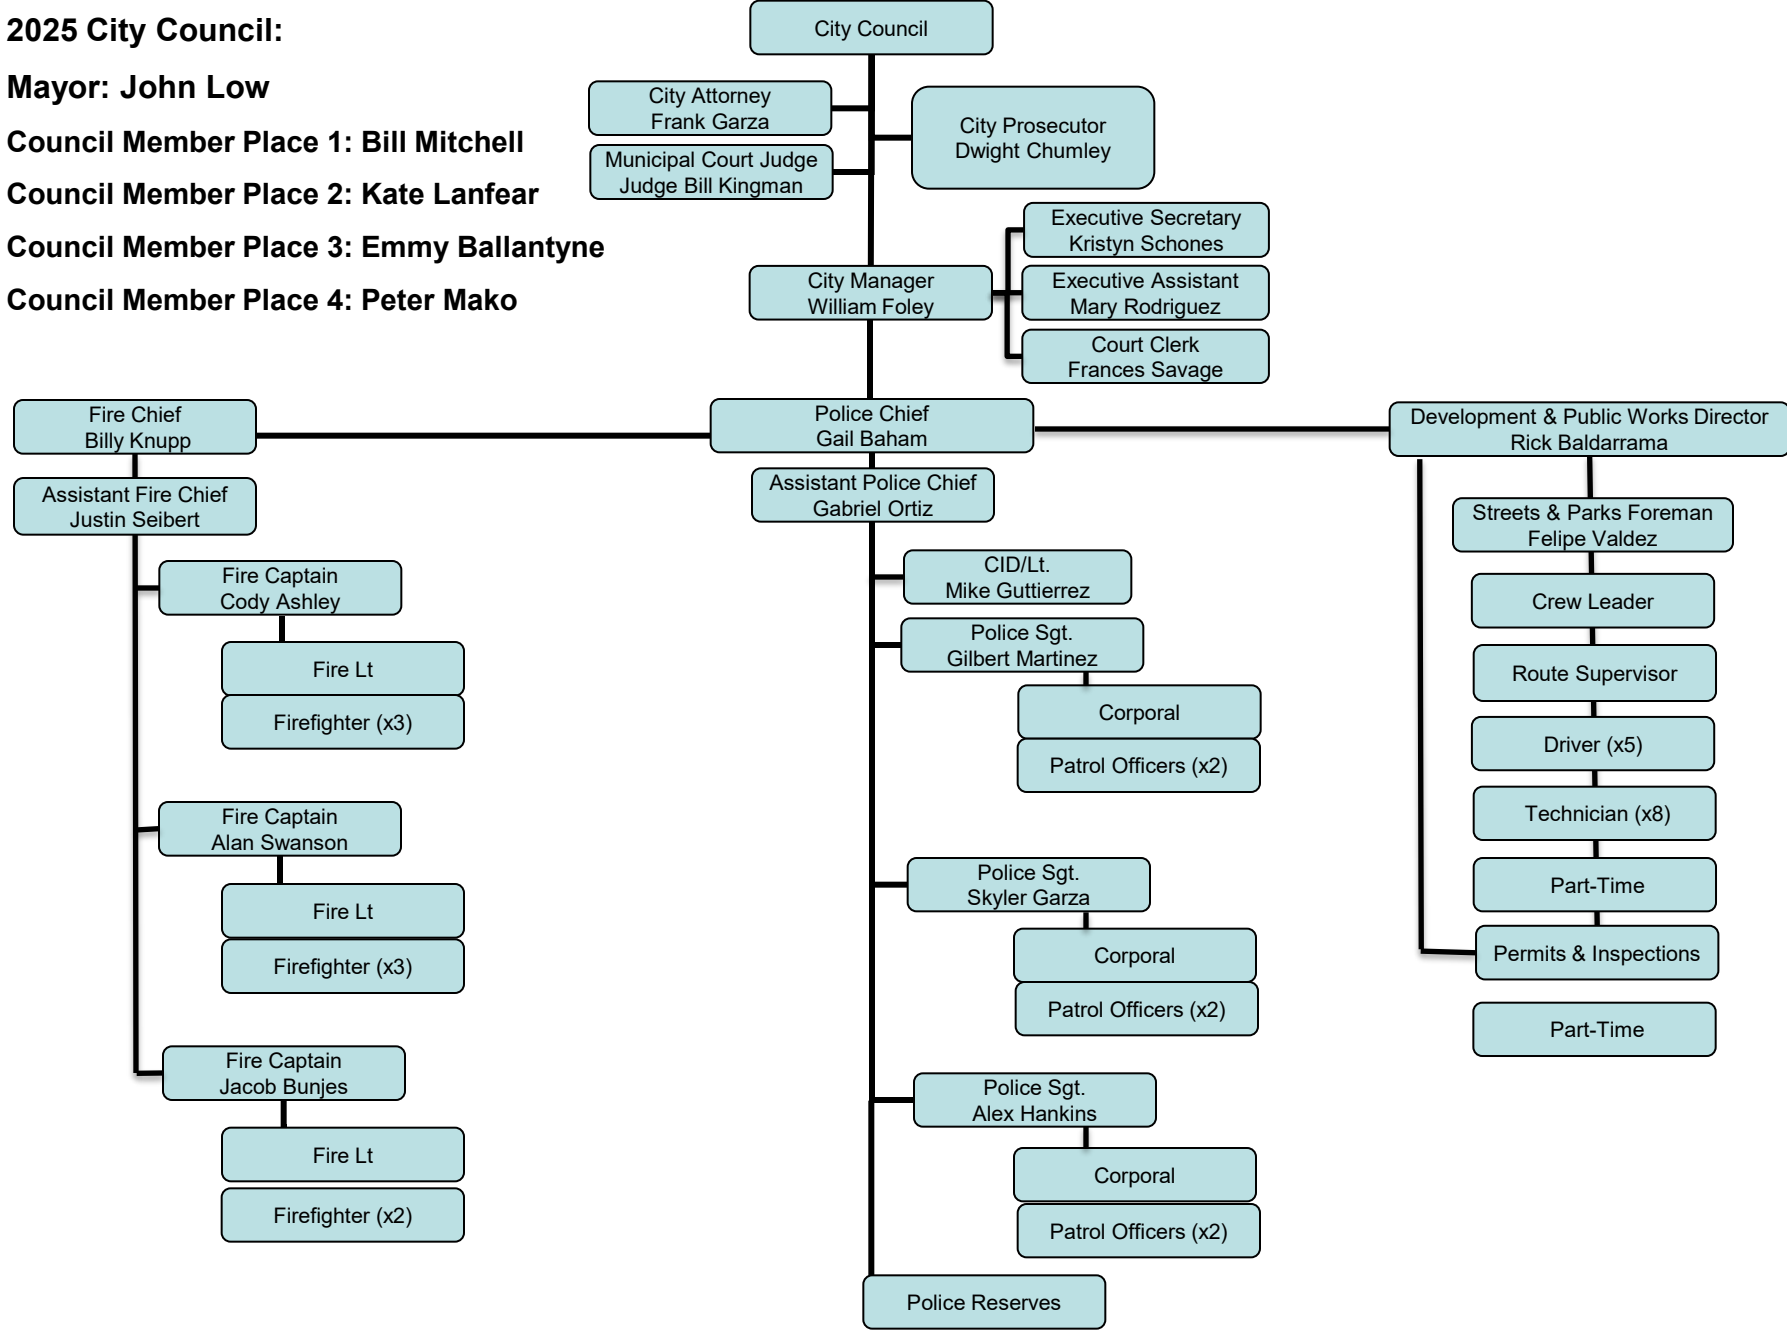 2025 City Council:
Mayor: John Low
Council Member Place 1: Bill Mitchell
Council Member Place 2: Kate Lanfear
Council Member Place 3: Emmy Ballantyne
Council Member Place 4: Peter Mako
City Council
City Attorney
Frank Garza
City Prosecutor
Dwight Chumley
Municipal Court Judge
Judge Bill Kingman
Executive Secretary
Kristyn Schones
City Manager
William Foley
Executive Assistant
Mary Rodriguez
Court Clerk
Frances Savage
Fire Chief
Billy Knupp
Police Chief
Gail Baham
Development & Public Works Director
Rick Baldarrama
Assistant Fire Chief
Justin Seibert
Fire Captain
Cody Ashley
Fire Lt
Firefighter (x3)
Fire Captain
Alan Swanson
Fire Lt
Firefighter (x3)
Fire Captain
Jacob Bunjes
Fire Lt
Firefighter (x2)
Assistant Police Chief
Gabriel Ortiz
CID/Lt.
Mike Guttierrez
Police Sgt.
Gilbert Martinez
Corporal
Patrol Officers (x2)
Police Sgt.
Skyler Garza
Corporal
Patrol Officers (x2)
Police Sgt.
Alex Hankins
Corporal
Patrol Officers (x2)
Police Reserves
Streets & Parks Foreman
Felipe Valdez
Crew Leader
Route Supervisor
Driver (x5)
Technician (x8)
Part-Time
Permits & Inspections
Part-Time